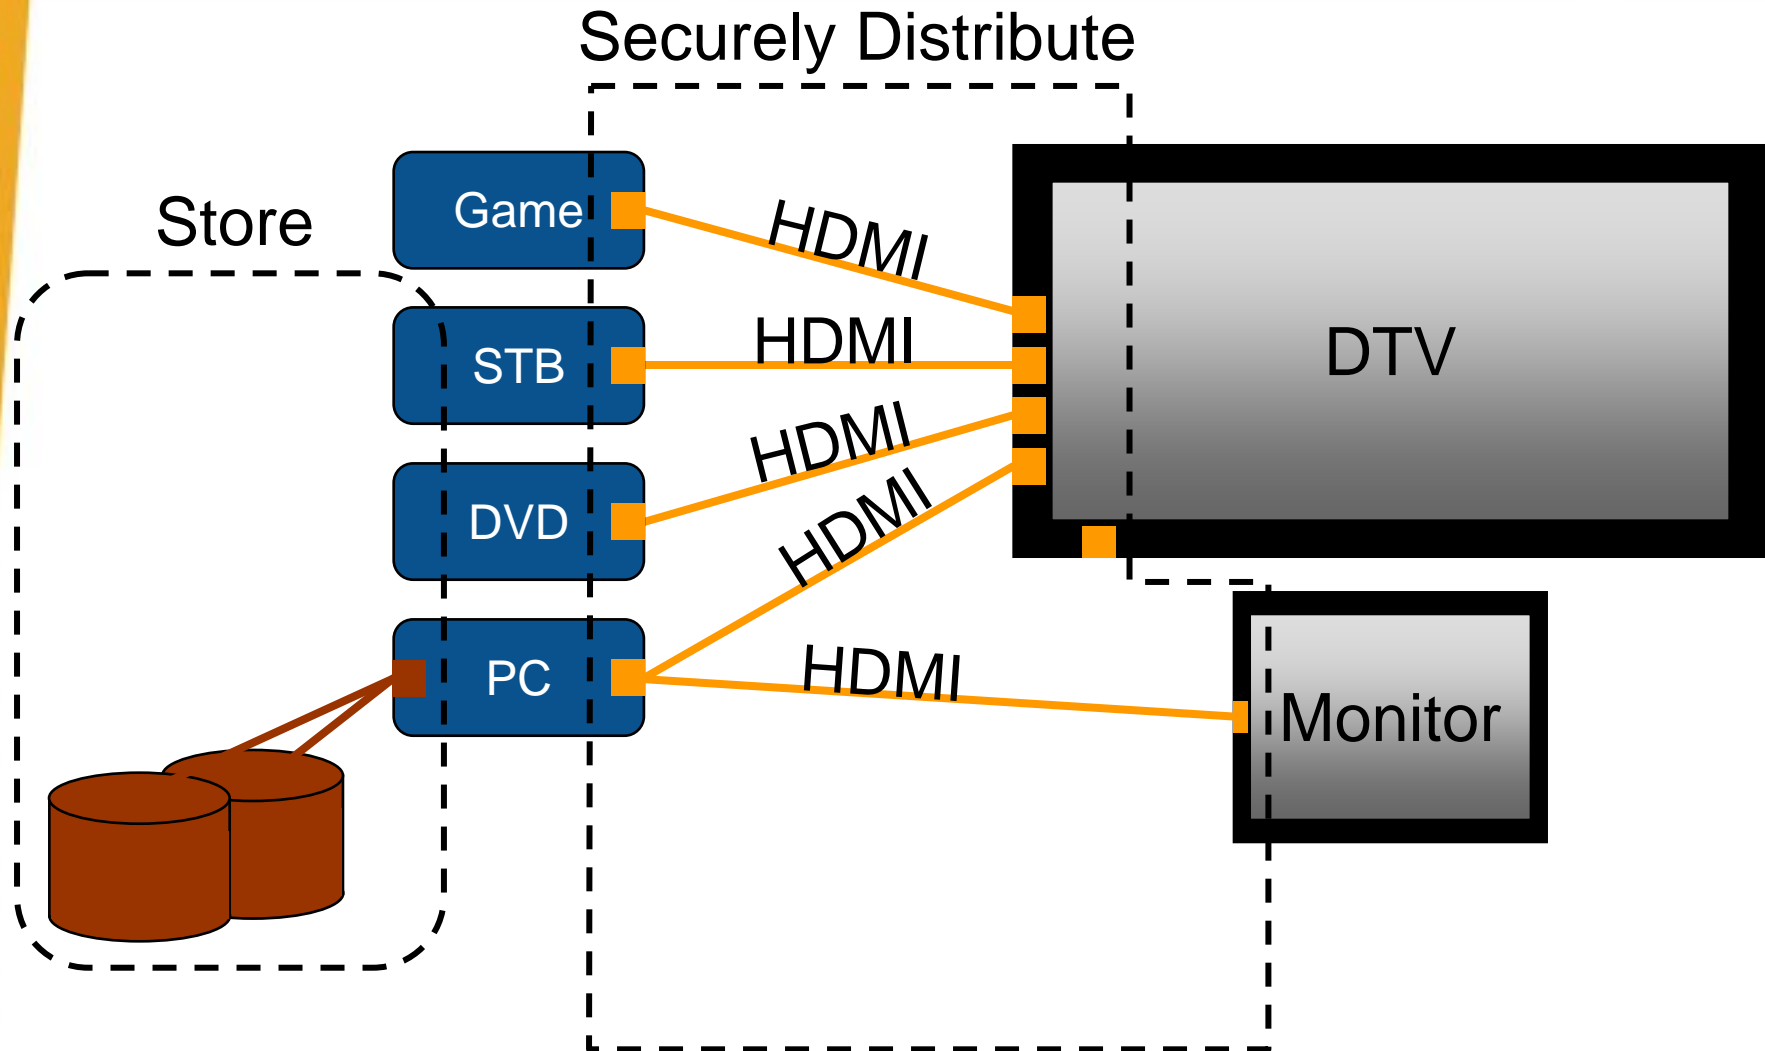 Securely Distribute
Store
Game
HDMI
STB
HDMI
DTV
DVD
HDMI
HDMI
PC
HDMI
Monitor